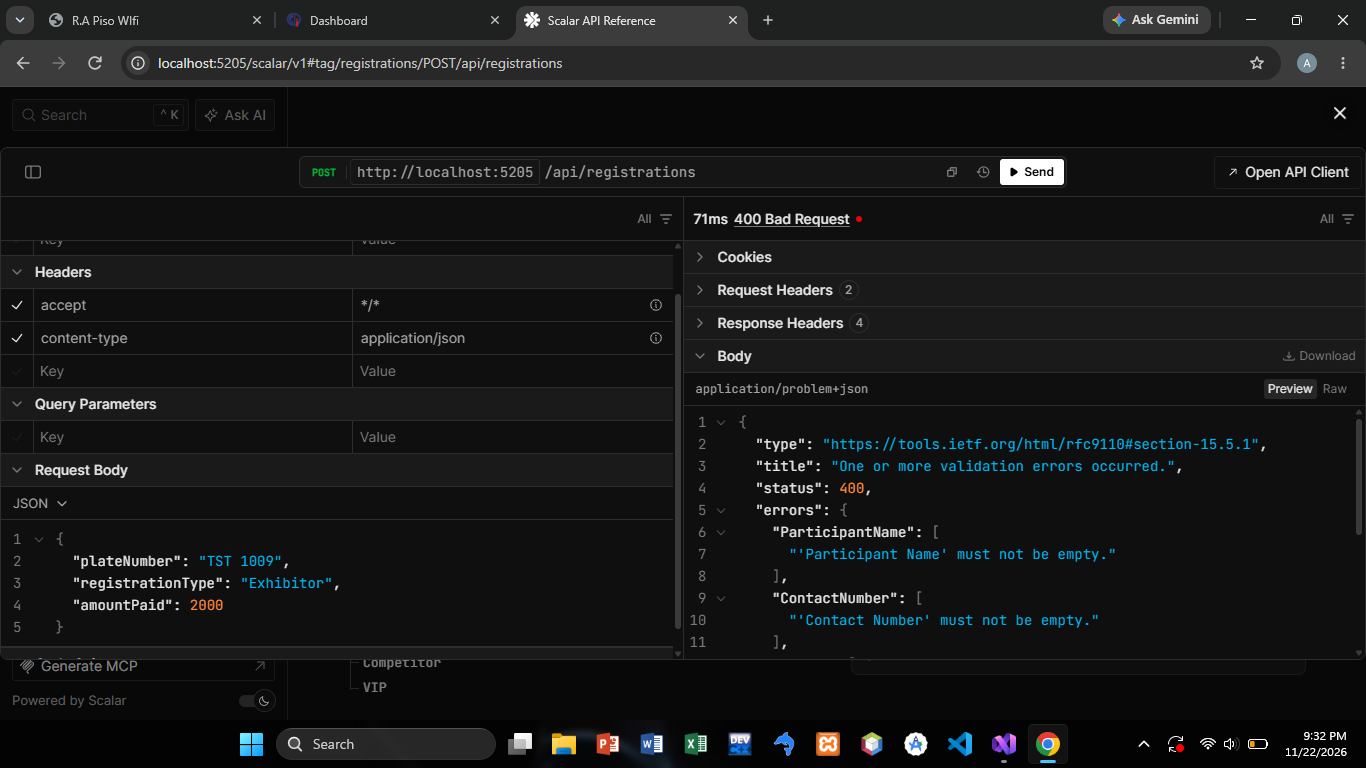 R.A Piso WIfi
Dashboard
Scalar API Reference
Ask Gemini
localhost:5205/scalar/v1#tag/registrations/POST/api/registrations
A
Search
^ K
Ask AI
POST
http://localhost:5205
/api/registrations
Send
Open API Client
All
71ms 400 Bad Request
All
Key
Value
Headers
accept
*/*
content-type
application/json
Key
Value
Query Parameters
Key
Value
Request Body
JSON
1 {
2 "plateNumber": "TST 1009",
3 "registrationType": "Exhibitor",
4 "amountPaid": 2000
5 }
Cookies
Request Headers 2
Response Headers 4
Body
Download
application/problem+json
Preview
Raw
1 {
2 "type": "https://tools.ietf.org/html/rfc9110#section-15.5.1",
3 "title": "One or more validation errors occurred.",
4 "status": 400,
5 "errors": {
6 "ParticipantName": [
7 "'Participant Name' must not be empty."
8 ],
9 "ContactNumber": [
10 "'Contact Number' must not be empty."
11 ],
Generate MCP
Powered by Scalar
Competitor
VIP
Search
P
W
X
DEV
9:32 PM
11/22/2026